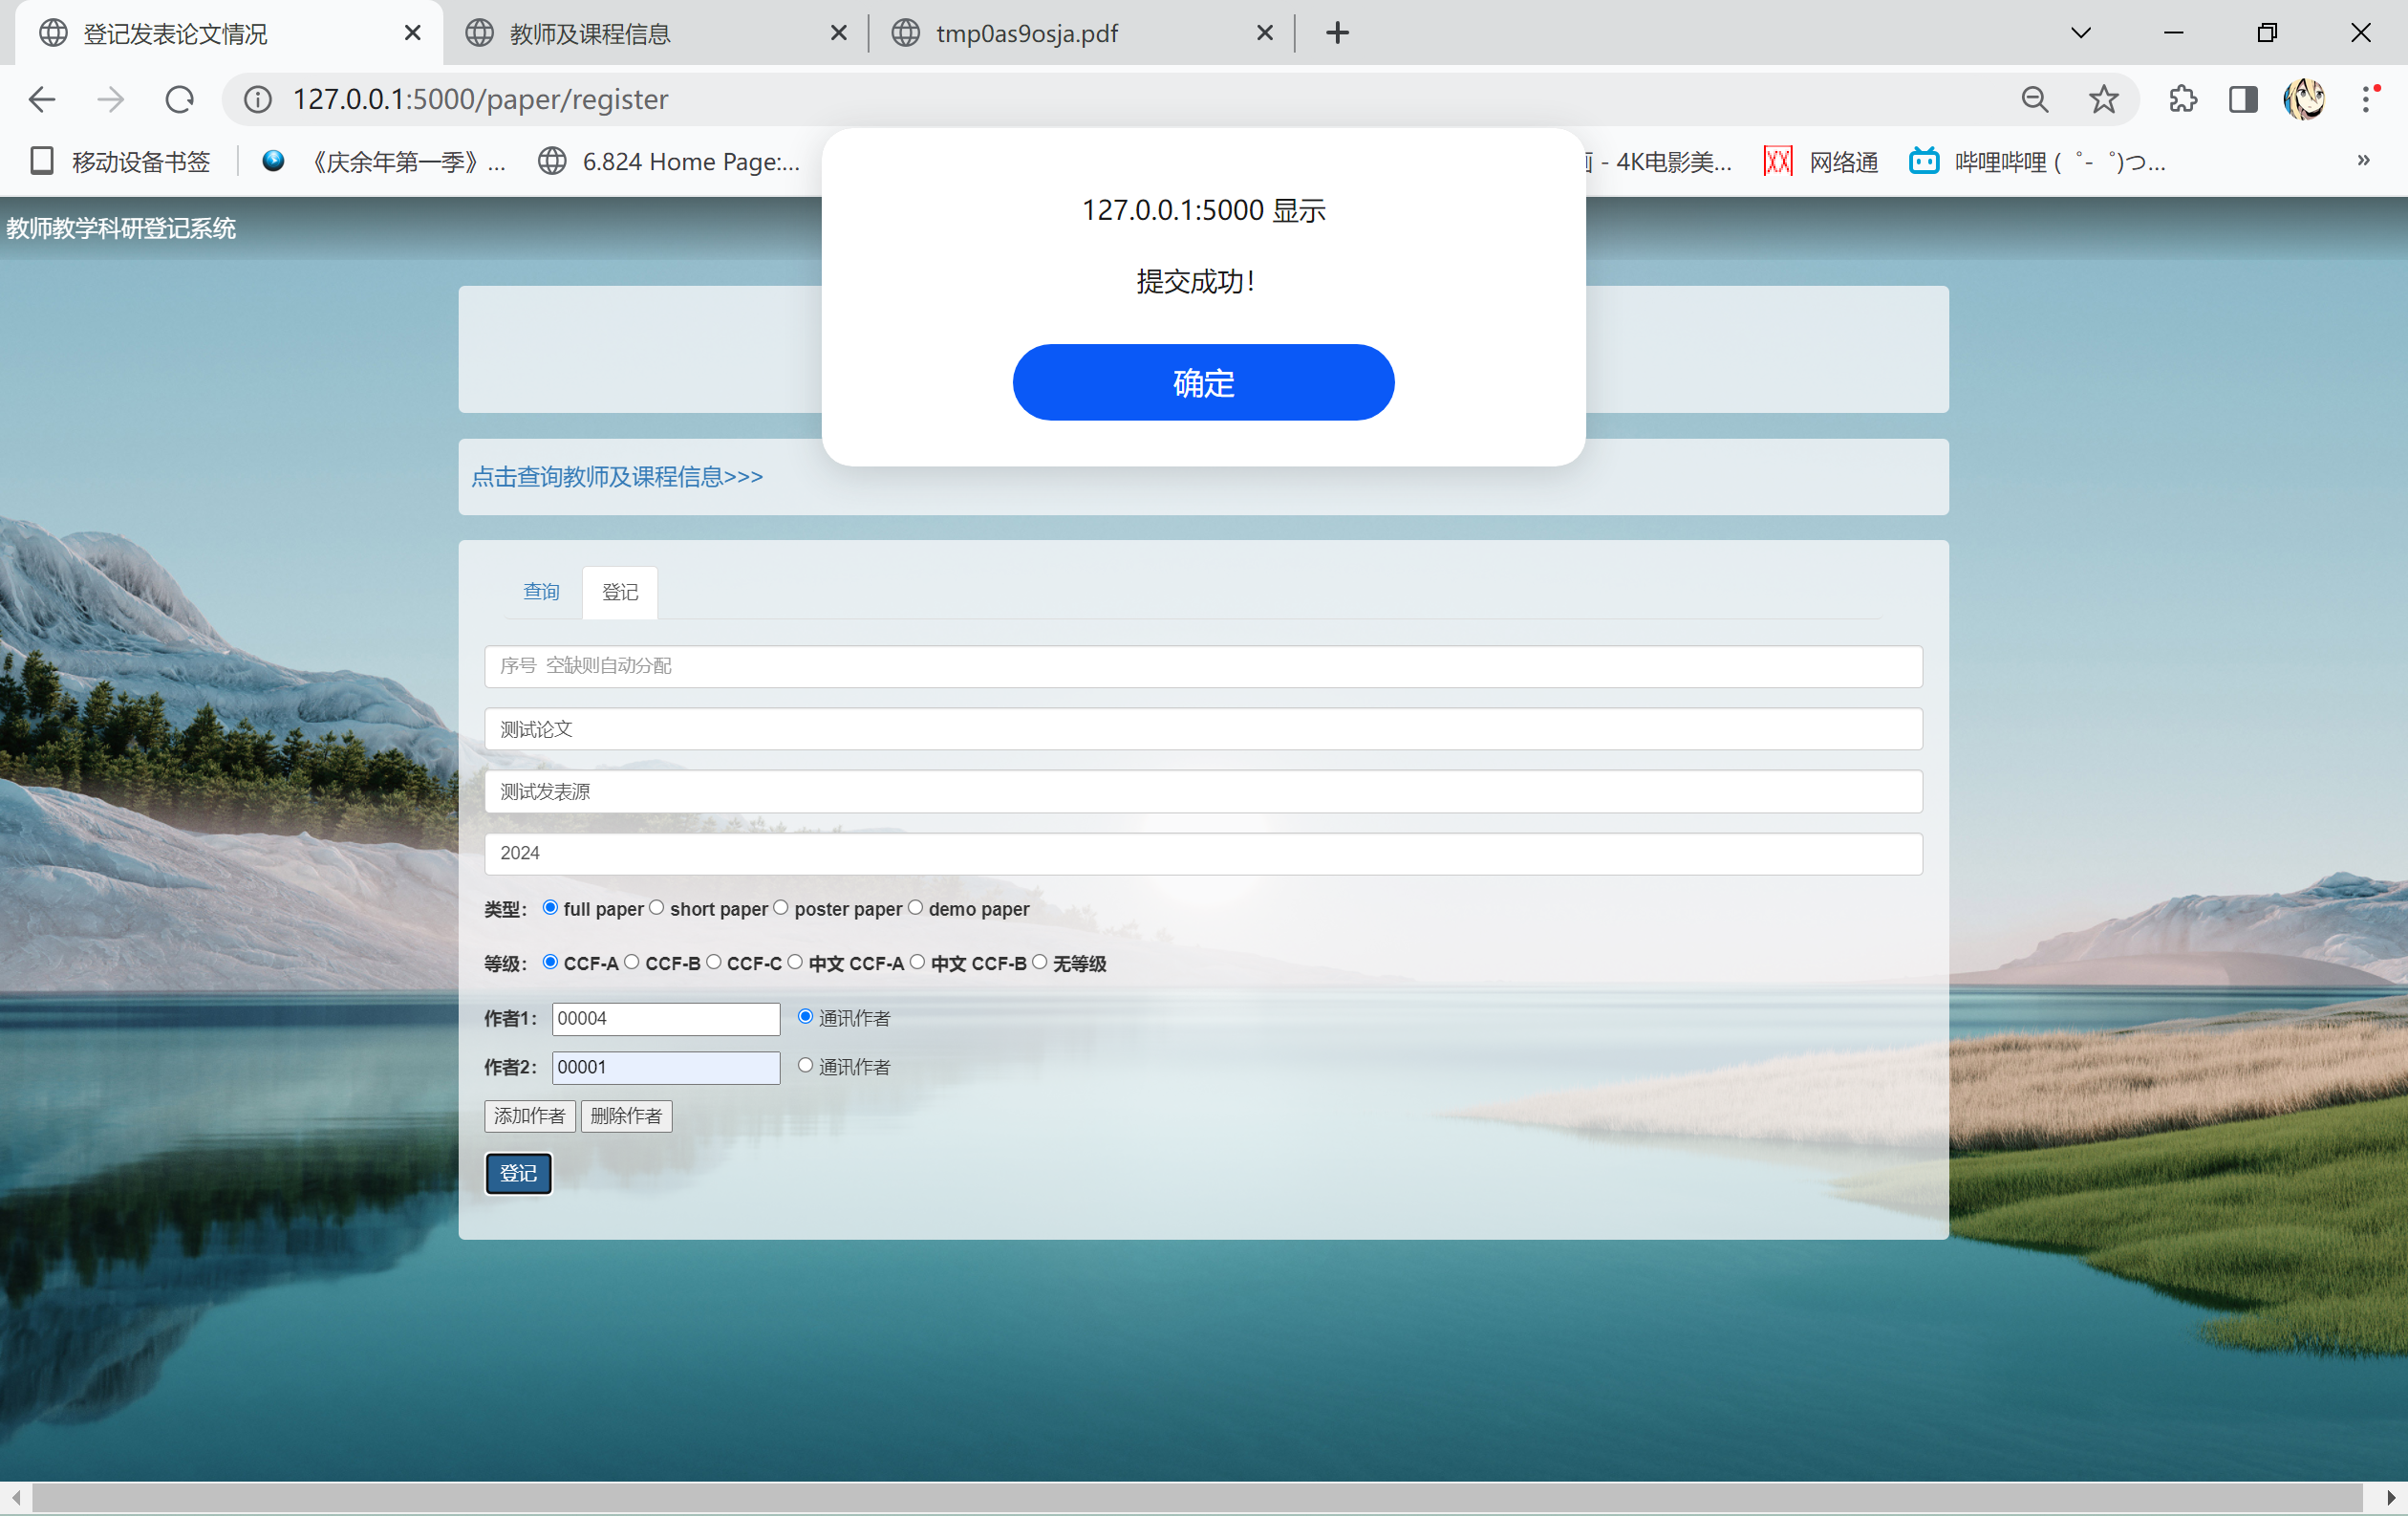 登记发表论文情况
教师及课程信息
tmp0as9osja.pdf
127.0.0.1:5000/paper/register
移动设备书签
《庆余年第一季》...
6.824 Home Page:...
- 4K电影美...
网络通
哔哩哔哩 ( ゜- ゜)つ...
»
教师教学科研登记系统
127.0.0.1:5000 显示
提交成功！
确定
点击查询教师及课程信息>>>
查询
登记
序号 空缺则自动分配
测试论文
测试发表源
2024
类型： full paper short paper poster paper demo paper
等级： CCF-A CCF-B CCF-C 中文 CCF-A 中文 CCF-B 无等级
作者1： 00004 通讯作者
作者2： 00001 通讯作者
添加作者 删除作者
登记